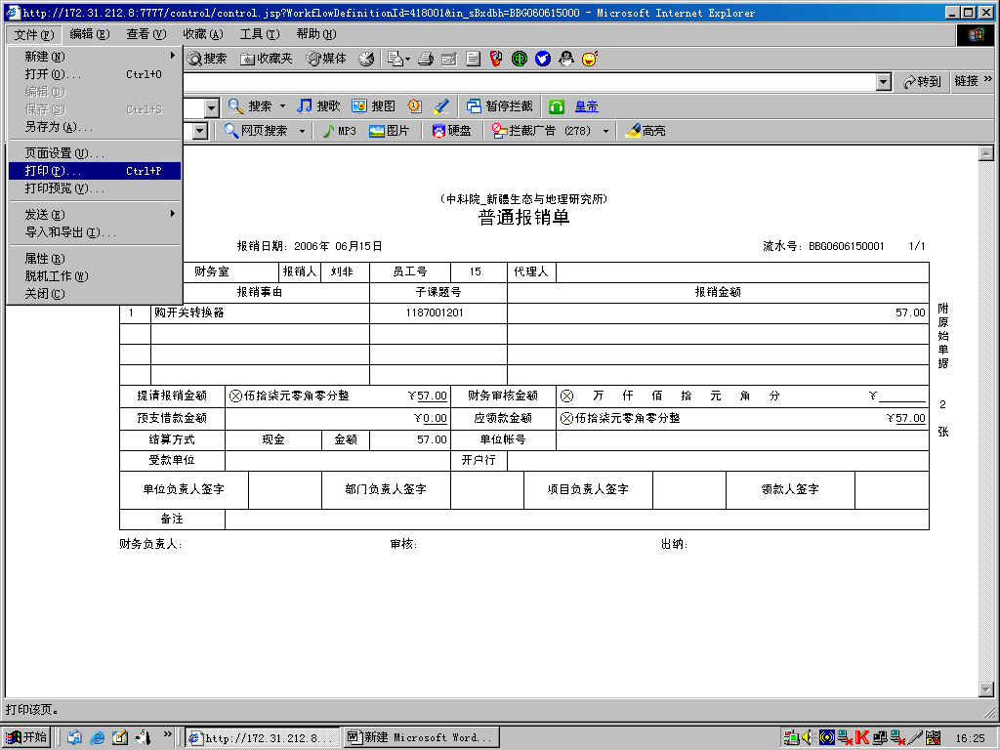 http://172.31.212.8:7777/control/control.jsp?WorkflowDefinitionId=418001&in_sBxdbh=BBG060615000 - Microsoft Internet Explorer
文件(F) 编辑(E) 查看(V) 收藏(A) 工具(T) 帮助(H)
新建(N)
打开(O)... Ctrl+O
编辑(D)
保存(S) Ctrl+S
另存为(A)...
页面设置(U)...
打印(P)... Ctrl+P
打印预览(V)...
发送(E)
导入和导出(I)...
属性(R)
脱机工作(W)
关闭(C)
搜索 收藏夹 媒体
转到 链接 »
搜索 搜歌 搜图 暂停拦截 皇帝
网页搜索 MP3 图片 硬盘 拦截广告 (278) 高亮
(中科院_新疆生态与地理研究所)
普通报销单
报销日期: 2006年 06月15日 流水号: BBG0606150001 1/1
财务室 报销人 刘非 员工号 15 代理人
报销事由 子课题号 报销金额
1 购开关转换器 1187001201 57.00
提请报销金额 ⊗伍拾柒元零角零分整 ¥57.00 财务审核金额 ⊗ 万 仟 佰 拾 元 角 分 ¥
预支借款金额 ¥0.00 应领款金额 ⊗伍拾柒元零角零分整 ¥57.00
结算方式 现金 金额 57.00 单位帐号
受款单位 开户行
单位负责人签字 部门负责人签字 项目负责人签字 领款人签字
备注
财务负责人: 审核: 出纳:
附
原
始
单
据
2
张
打印该页。
开始 » http://172.31.212.8... 新建 Microsoft Word... 16:25